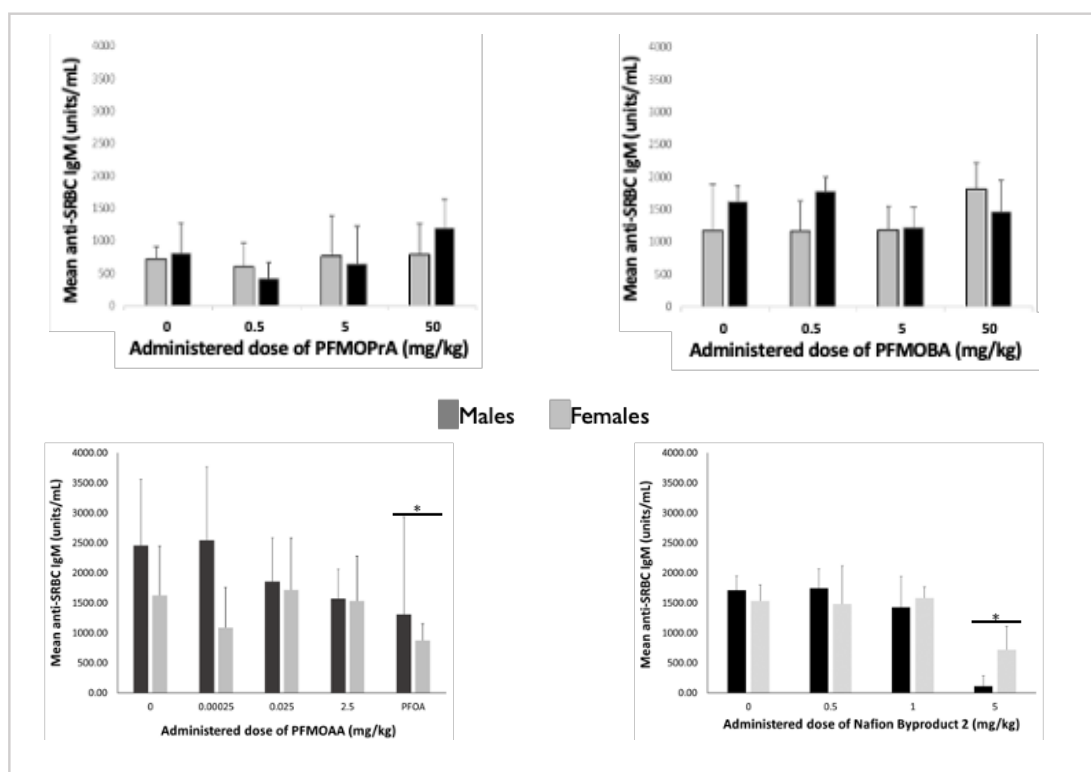 Mean anti-SRBC IgM (units/mL)
4000
3500
3000
2500
2000
1500
1000
500
0
0 0.5 5 50
Administered dose of PFMOPrA (mg/kg)
Mean anti-SRBC IgM (units/mL)
4000
3500
3000
2500
2000
1500
1000
500
0
0 0.5 5 50
Administered dose of PFMOBA (mg/kg)
Males Females
Mean anti-SRBC IgM (units/mL)
4000.00
3500.00
3000.00
2500.00
2000.00
1500.00
1000.00
500.00
0.00
*
0 0.00025 0.025 2.5 PFOA
Administered dose of PFMOAA (mg/kg)
Mean anti-SRBC IgM (units/mL)
4000.00
3500.00
3000.00
2500.00
2000.00
1500.00
1000.00
500.00
0.00
*
0 0.5 1 5
Administered dose of Nafion Byproduct 2 (mg/kg)